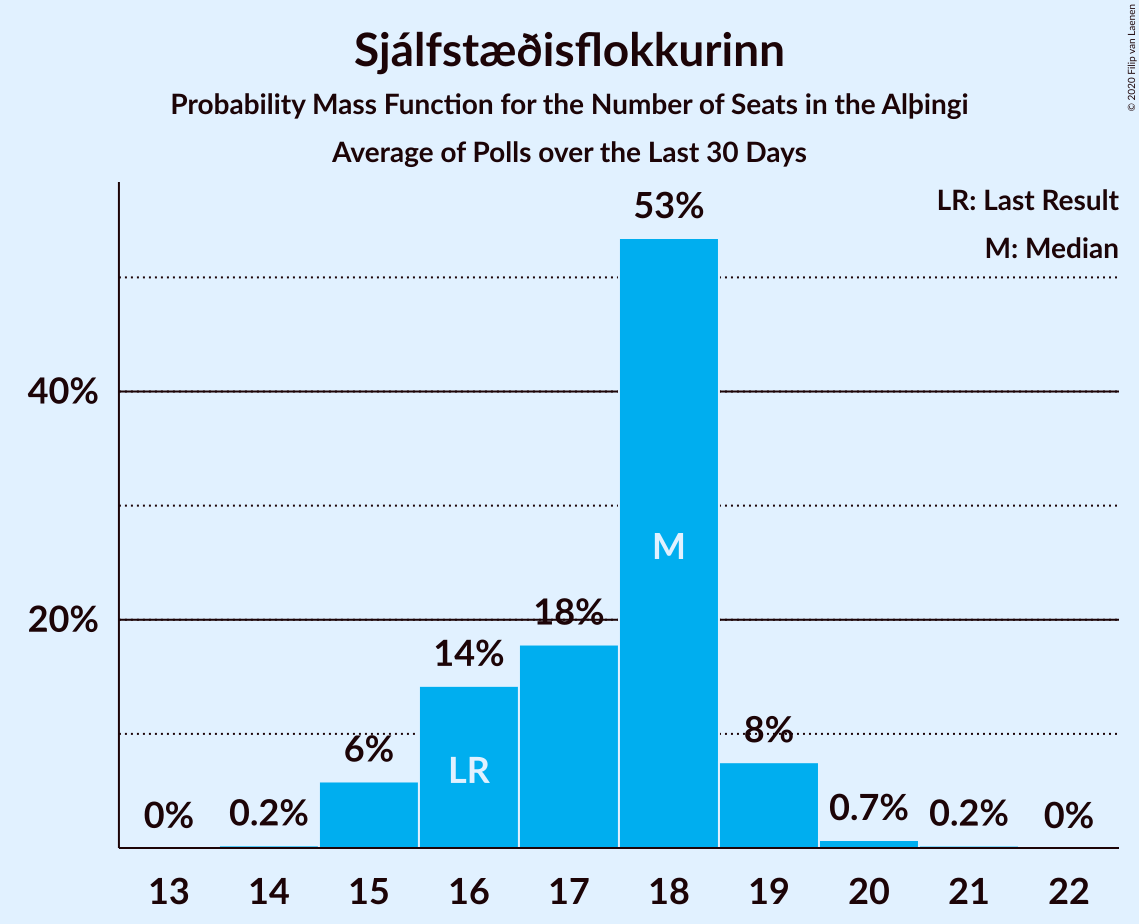 Sjálfstæðisflokkurinn
Probability Mass Function for the Number of Seats in the Alþingi
Average of Polls over the Last 30 Days
© 2020 Filip van Laenen
LR: Last Result
M: Median
40%
20%
0%
0.2%
6%
14%
18%
53%
8%
0.7%
0.2%
0%
LR
M
13 14 15 16 17 18 19 20 21 22